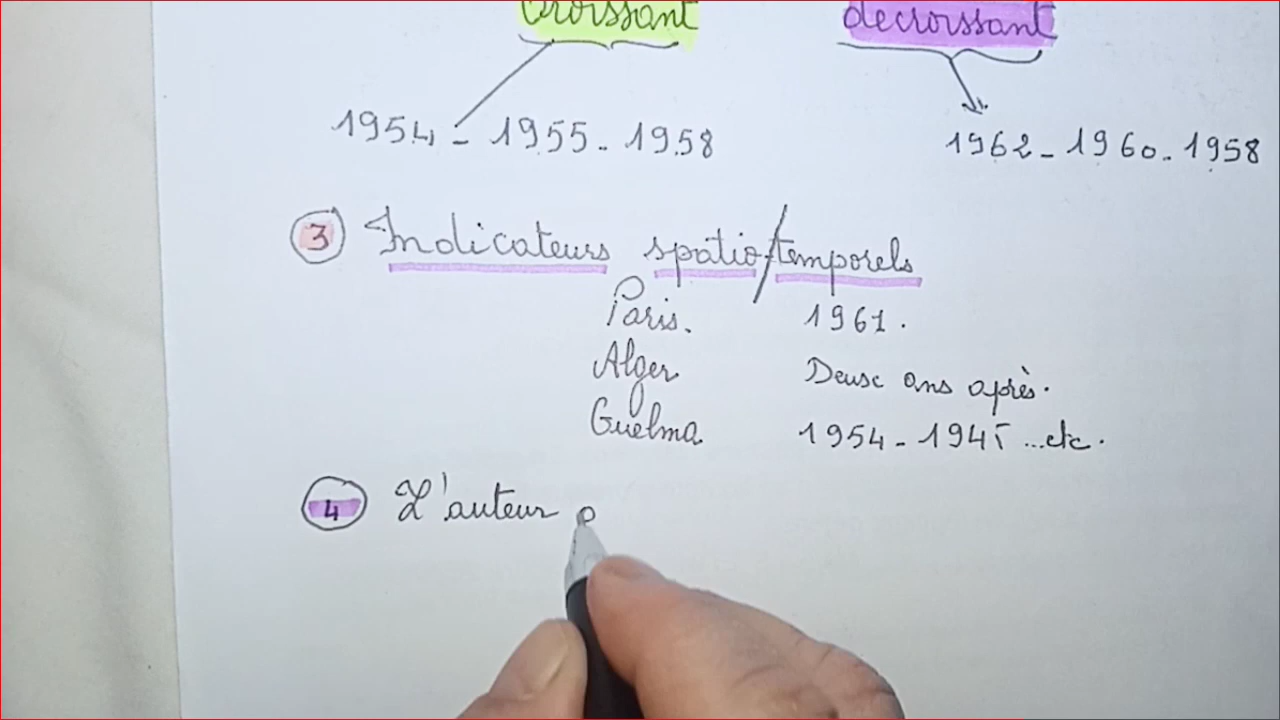 croissant décroissant
1954 - 1955 - 1958 1962 - 1960 - 1958
3 Indicateurs spatio/temporels
Paris. 1961.
Alger Deux ans après.
Guelma 1954 - 1945 ...etc.
4 L'auteur